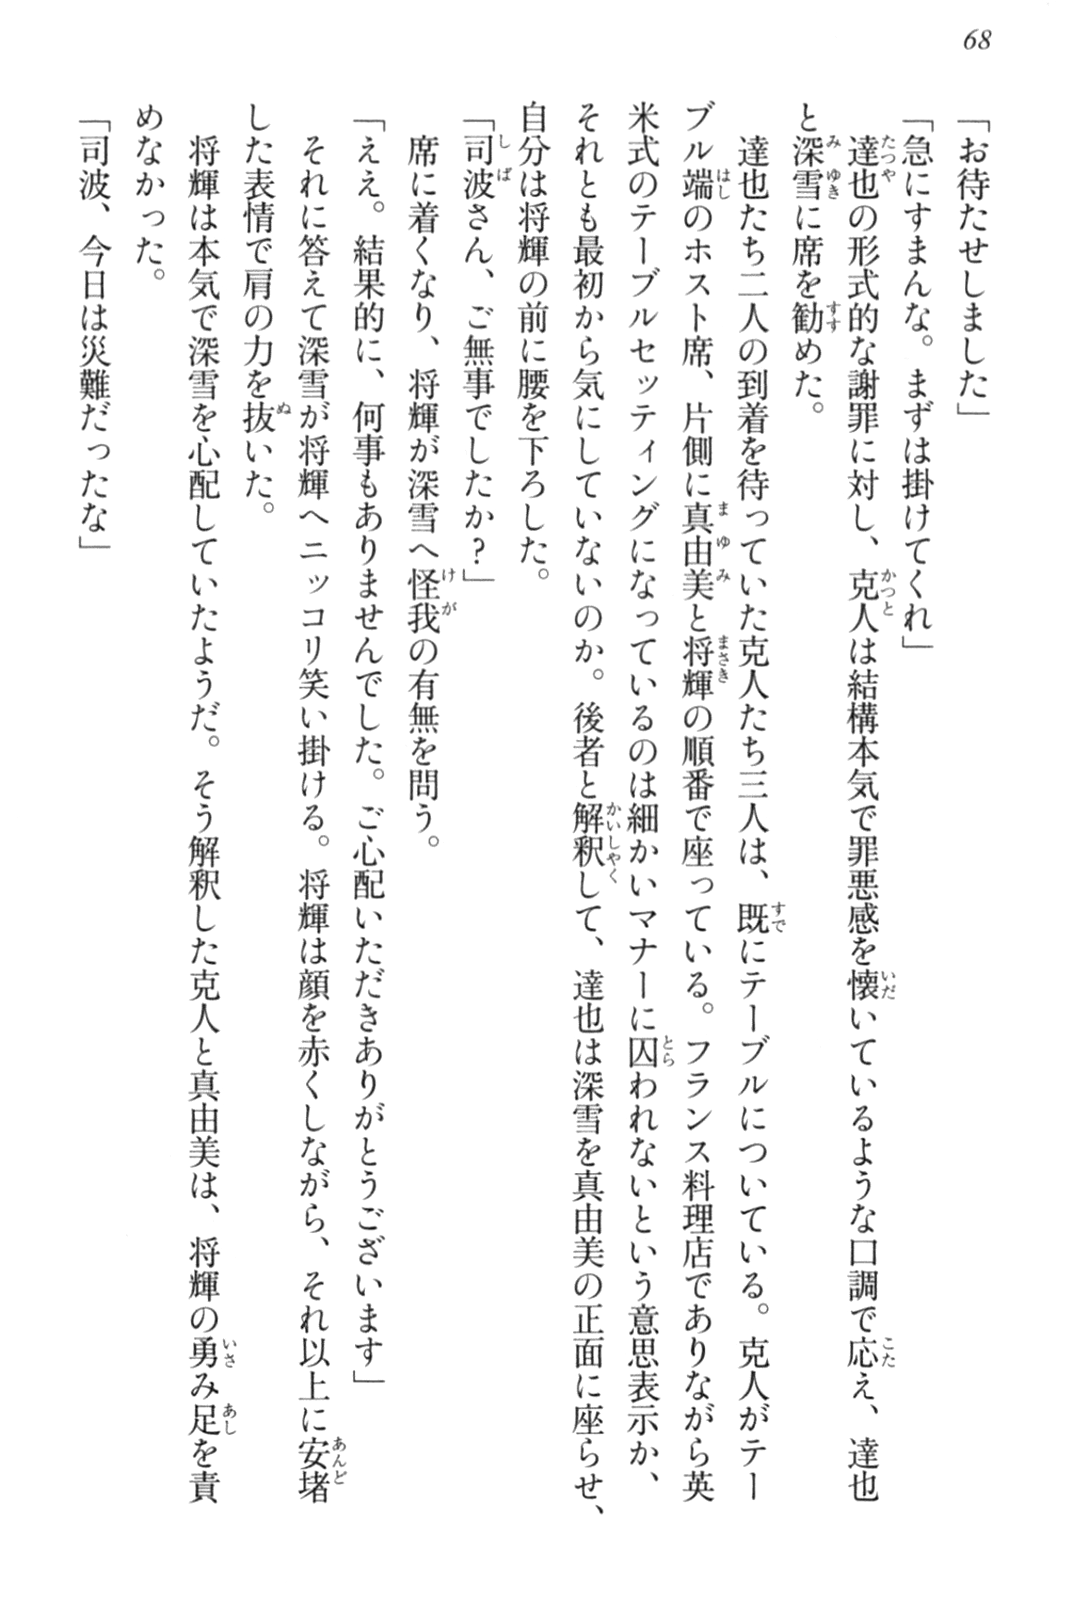 68
「お待たせしました」
「急にすまんな。まずは掛けてくれ」
達也の形式的な謝罪に対し、克人は結構本気で罪悪感を懐いているような口調で応え、達也
と深雪に席を勧めた。
達也たち二人の到着を待っていた克人たち三人は、既にテーブルについている。克人がテー
ブル端のホスト席、片側に真由美と将輝の順番で座っている。フランス料理店でありながら英
米式のテーブルセッティングになっているのは細かいマナーに囚われないという意思表示か、
それとも最初から気にしていないのか。後者と解釈して、達也は深雪を真由美の正面に座らせ、
自分は将輝の前に腰を下ろした。
「司波さん、ご無事でしたか?」
席に着くなり、将輝が深雪へ怪我の有無を問う。
「ええ。結果的に、何事もありませんでした。ご心配いただきありがとうございます」
それに答えて深雪が将輝へニッコリ笑い掛ける。将輝は顔を赤くしながら、それ以上に安堵
した表情で肩の力を抜いた。
将輝は本気で深雪を心配していたようだ。そう解釈した克人と真由美は、将輝の勇み足を責
めなかった。
「司波、今日は災難だったな」